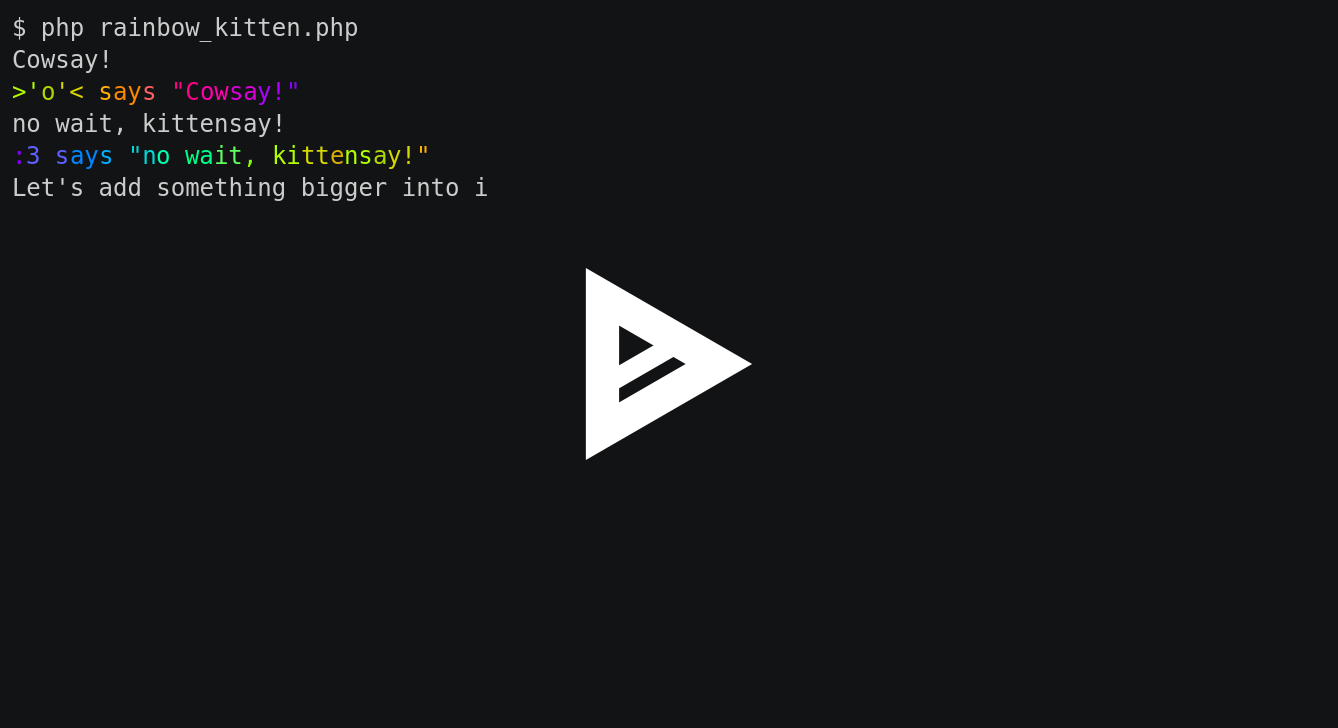 $ php rainbow_kitten.php
Cowsay!
>'o'< says "Cowsay!"
no wait, kittensay!
:3 says "no wait, kittensay!"
Let's add something bigger into i